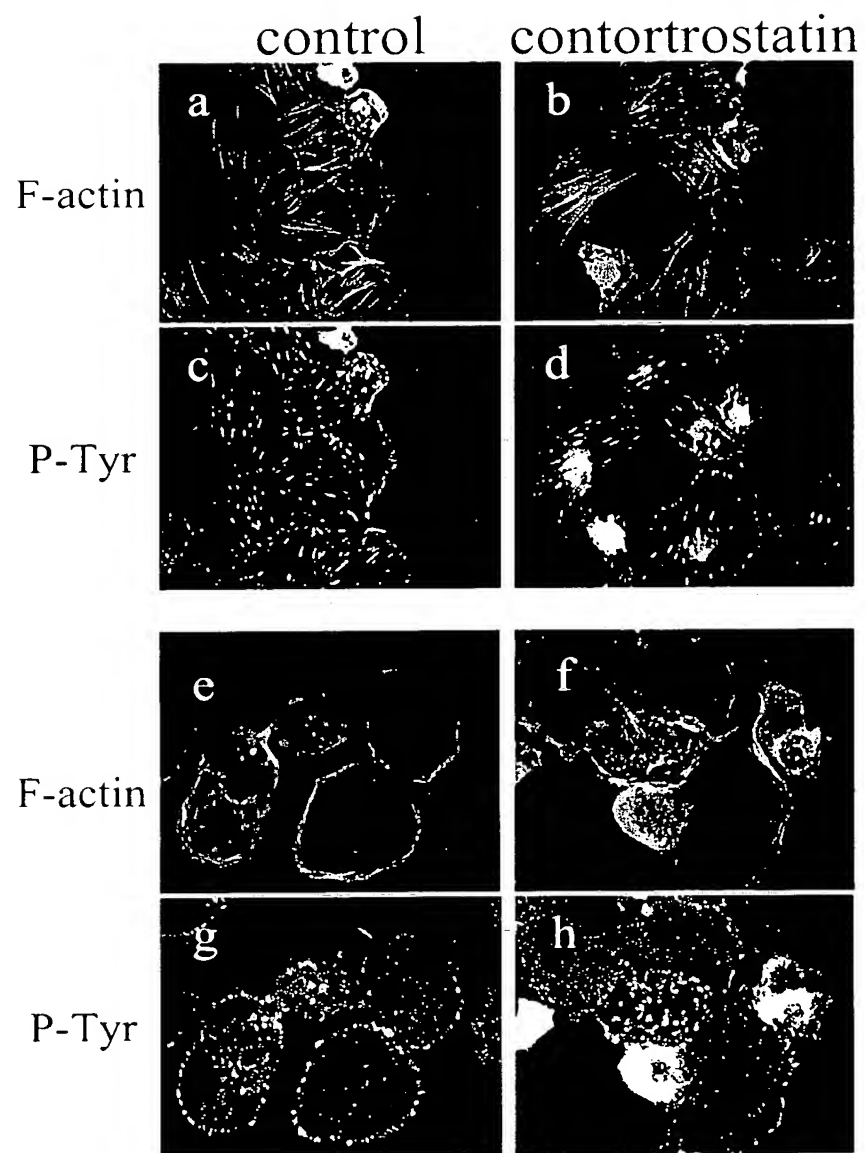 control contortrostatin
F-actin a b
P-Tyr c d
F-actin e f
P-Tyr g h